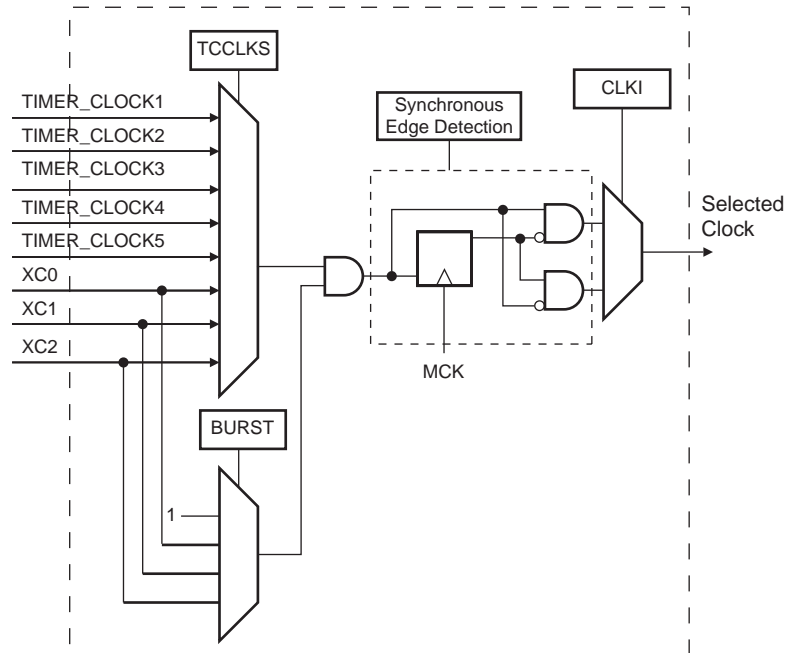 TCCLKS
TIMER_CLOCK1
TIMER_CLOCK2
TIMER_CLOCK3
TIMER_CLOCK4
TIMER_CLOCK5
XC0
XC1
XC2
Synchronous
Edge Detection
CLKI
Selected
Clock
MCK
BURST
1